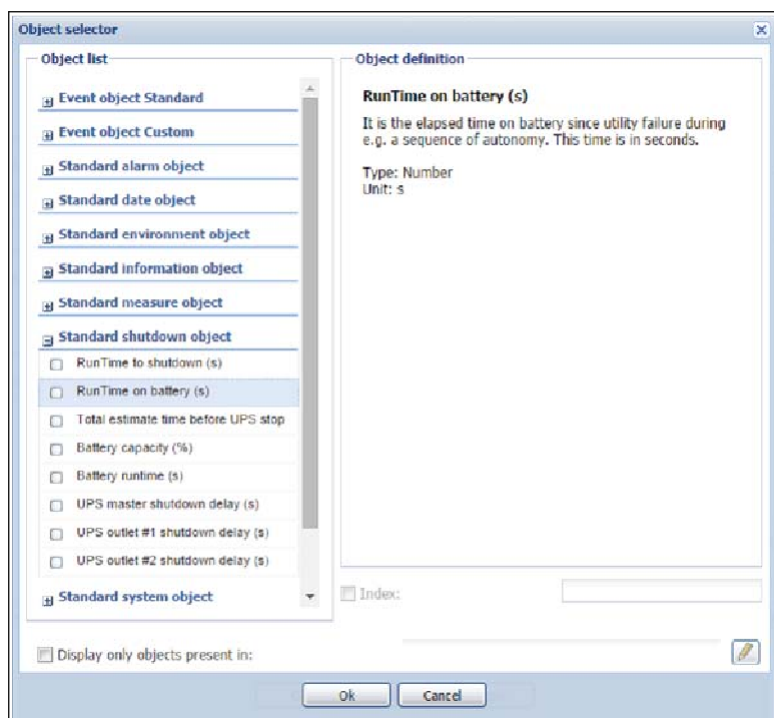 Object selector
Object list
Event object Standard
Event object Custom
Standard alarm object
Standard date object
Standard environment object
Standard information object
Standard measure object
Standard shutdown object
RunTime to shutdown (s)
RunTime on battery (s)
Total estimate time before UPS stop
Battery capacity (%)
Battery runtime (s)
UPS master shutdown delay (s)
UPS outlet #1 shutdown delay (s)
UPS outlet #2 shutdown delay (s)
Standard system object
Object definition
RunTime on battery (s)
It is the elapsed time on battery since utility failure during
e.g. a sequence of autonomy. This time is in seconds.
Type: Number
Unit: s
Index:
Display only objects present in:
Ok
Cancel